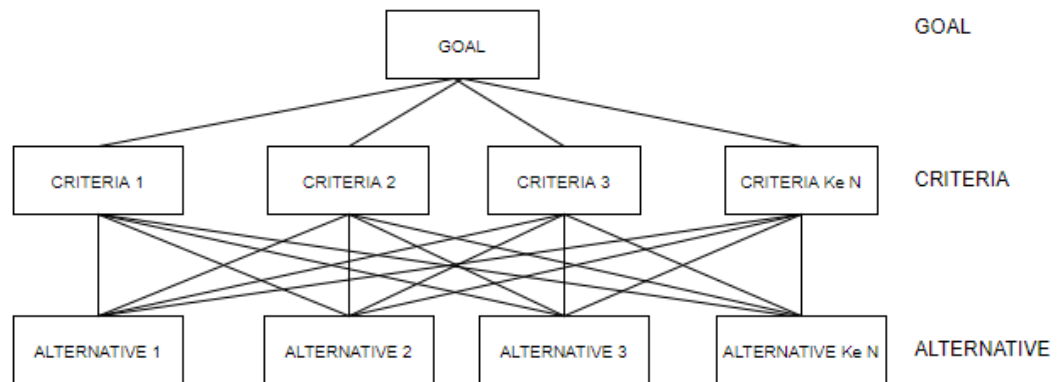 GOAL
GOAL
CRITERIA 1
CRITERIA 2
CRITERIA 3
CRITERIA Ke N
CRITERIA
ALTERNATIVE 1
ALTERNATIVE 2
ALTERNATIVE 3
ALTERNATIVE Ke N
ALTERNATIVE